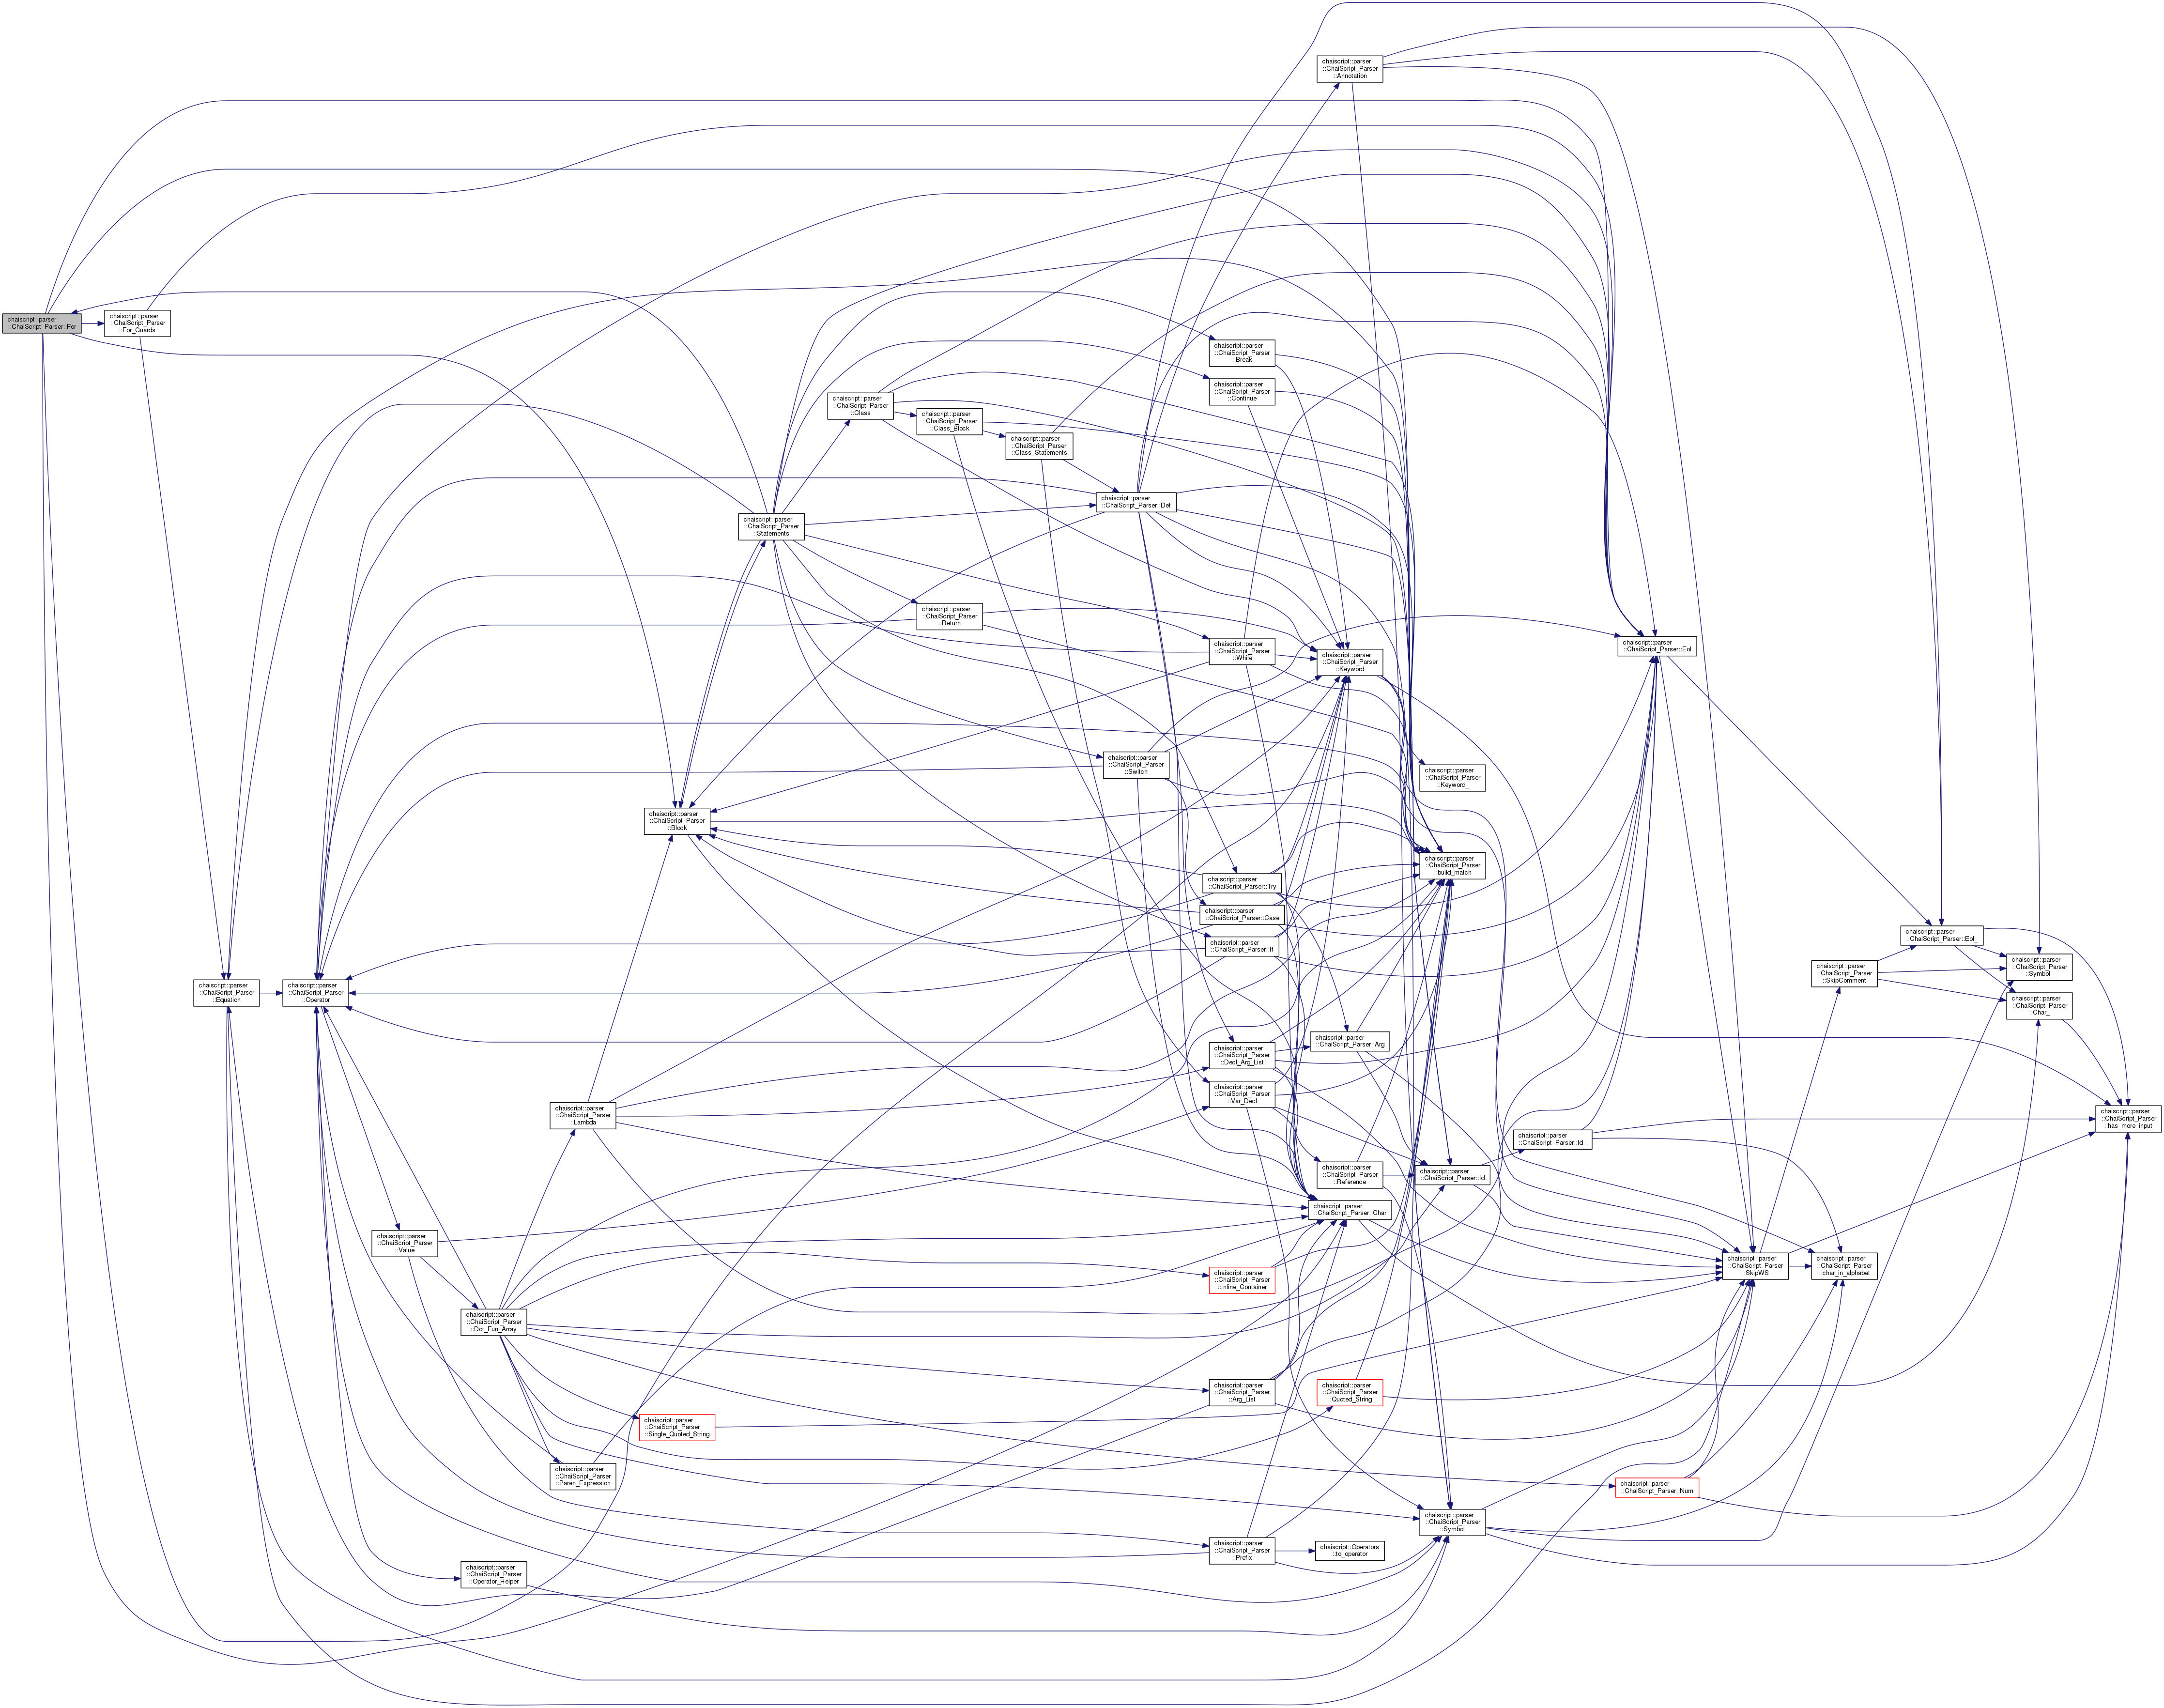 chaiscript::parser
::ChaiScript_Parser::For
chaiscript::parser
::ChaiScript_Parser
::For_Guards
chaiscript::parser
::ChaiScript_Parser
::Equation
chaiscript::parser
::ChaiScript_Parser
::Operator
chaiscript::parser
::ChaiScript_Parser
::Value
chaiscript::parser
::ChaiScript_Parser
::Dot_Fun_Array
chaiscript::parser
::ChaiScript_Parser
::Operator_Helper
chaiscript::parser
::ChaiScript_Parser
::Lambda
chaiscript::parser
::ChaiScript_Parser
::Paren_Expression
chaiscript::parser
::ChaiScript_Parser
::Block
chaiscript::parser
::ChaiScript_Parser
::Single_Quoted_String
chaiscript::parser
::ChaiScript_Parser
::Statements
chaiscript::parser
::ChaiScript_Parser
::Class
chaiscript::parser
::ChaiScript_Parser
::Class_Block
chaiscript::parser
::ChaiScript_Parser
::Return
chaiscript::parser
::ChaiScript_Parser
::Class_Statements
chaiscript::parser
::ChaiScript_Parser::Def
chaiscript::parser
::ChaiScript_Parser
::Switch
chaiscript::parser
::ChaiScript_Parser
::Break
chaiscript::parser
::ChaiScript_Parser
::Continue
chaiscript::parser
::ChaiScript_Parser
::While
chaiscript::parser
::ChaiScript_Parser::Try
chaiscript::parser
::ChaiScript_Parser::Case
chaiscript::parser
::ChaiScript_Parser::If
chaiscript::parser
::ChaiScript_Parser
::Decl_Arg_List
chaiscript::parser
::ChaiScript_Parser
::Var_Decl
chaiscript::parser
::ChaiScript_Parser
::Inline_Container
chaiscript::parser
::ChaiScript_Parser
::Arg_List
chaiscript::parser
::ChaiScript_Parser
::Prefix
chaiscript::parser
::ChaiScript_Parser
::Annotation
chaiscript::parser
::ChaiScript_Parser
::Keyword
chaiscript::parser
::ChaiScript_Parser::Arg
chaiscript::parser
::ChaiScript_Parser
::Reference
chaiscript::parser
::ChaiScript_Parser::Char
chaiscript::parser
::ChaiScript_Parser
::Quoted_String
chaiscript::Operators
::to_operator
chaiscript::parser
::ChaiScript_Parser
::Keyword_
chaiscript::parser
::ChaiScript_Parser
::build_match
chaiscript::parser
::ChaiScript_Parser::Id
chaiscript::parser
::ChaiScript_Parser
::Symbol
chaiscript::parser
::ChaiScript_Parser::Id_
chaiscript::parser
::ChaiScript_Parser::Eol
chaiscript::parser
::ChaiScript_Parser::Num
chaiscript::parser
::ChaiScript_Parser
::SkipWS
chaiscript::parser
::ChaiScript_Parser
::SkipComment
chaiscript::parser
::ChaiScript_Parser
::char_in_alphabet
chaiscript::parser
::ChaiScript_Parser::Eol_
chaiscript::parser
::ChaiScript_Parser
::Symbol_
chaiscript::parser
::ChaiScript_Parser
::Char_
chaiscript::parser
::ChaiScript_Parser
::has_more_input